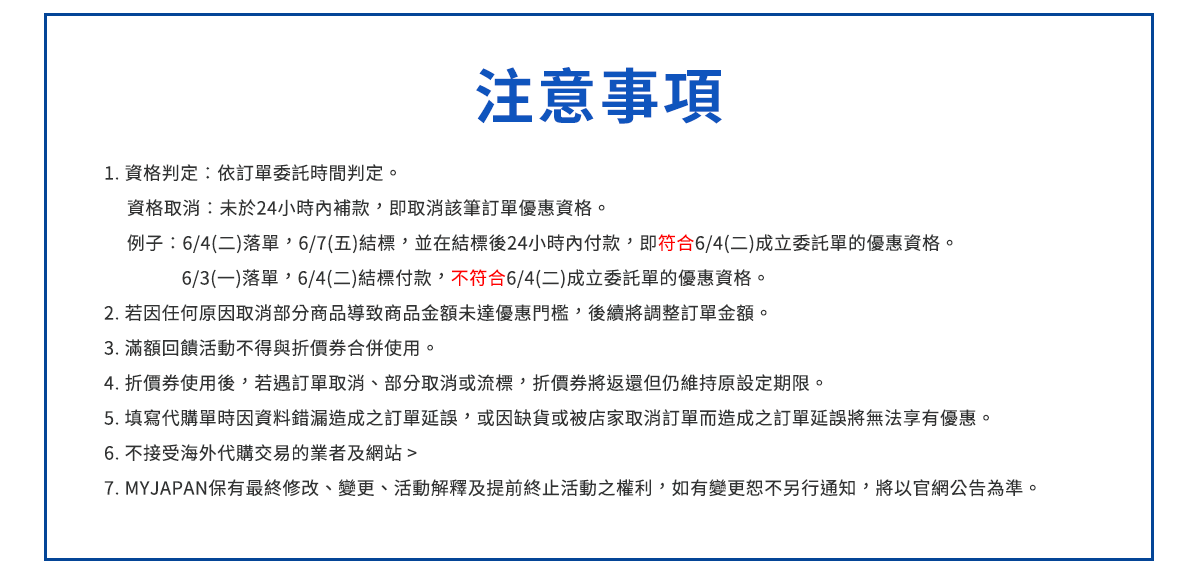 注意事項
1. 資格判定：依訂單委託時間判定。
資格取消：未於24小時內補款，即取消該筆訂單優惠資格。
例子：6/4(二)落單，6/7(五)結標，並在結標後24小時內付款，即符合6/4(二)成立委託單的優惠資格。
6/3(一)落單，6/4(二)結標付款，不符合6/4(二)成立委託單的優惠資格。
2. 若因任何原因取消部分商品導致商品金額未達優惠門檻，後續將調整訂單金額。
3. 滿額回饋活動不得與折價券合併使用。
4. 折價券使用後，若遇訂單取消、部分取消或流標，折價券將返還但仍維持原設定期限。
5. 填寫代購單時因資料錯漏造成之訂單延誤，或因缺貨或被店家取消訂單而造成之訂單延誤將無法享有優惠。
6. 不接受海外代購交易的業者及網站 >
7. MYJAPAN保有最終修改、變更、活動解釋及提前終止活動之權利，如有變更恕不另行通知，將以官網公告為準。